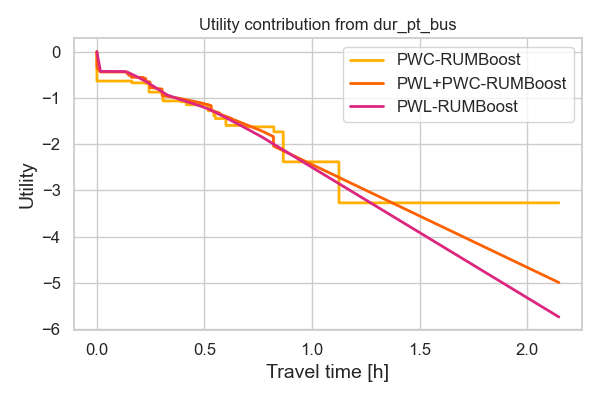 Utility contribution from dur_pt_bus
PWC-RUMBoost
PWL+PWC-RUMBoost
PWL-RUMBoost
0
−1
−2
−3
−4
−5
−6
Utility
0.0
0.5
1.0
1.5
2.0
Travel time [h]